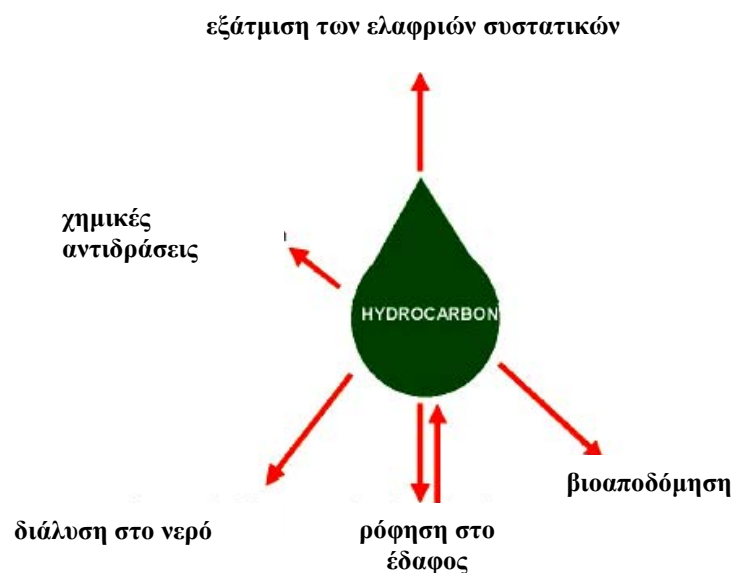 εξάτμιση των ελαφριών συστατικών
χημικές
αντιδράσεις
HYDROCARBON
βιοαποδόμηση
διάλυση στο νερό
ρόφηση στο
έδαφος